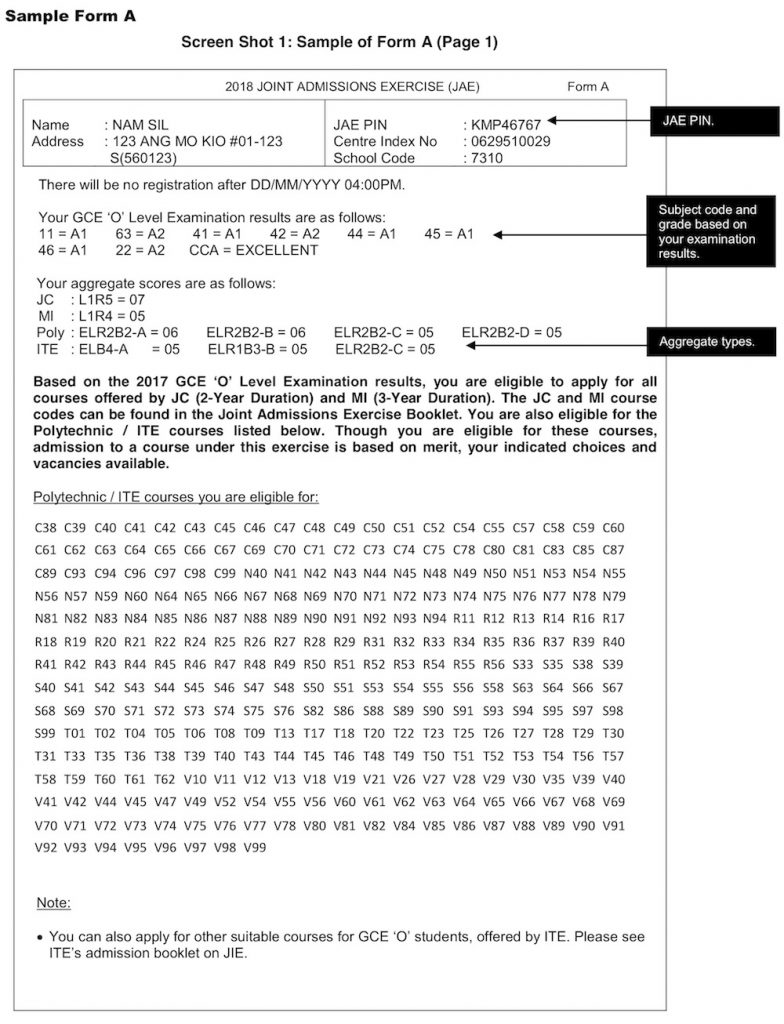 Sample Form A
Screen Shot 1: Sample of Form A (Page 1)
2018 JOINT ADMISSIONS EXERCISE (JAE) Form A
Name : NAM SIL
Address : 123 ANG MO KIO #01-123
S(560123)
JAE PIN : KMP46767
Centre Index No : 0629510029
School Code : 7310
JAE PIN.
There will be no registration after DD/MM/YYYY 04:00PM.
Your GCE ‘O’ Level Examination results are as follows:
11 = A1 63 = A2 41 = A1 42 = A2 44 = A1 45 = A1
46 = A1 22 = A2 CCA = EXCELLENT
Subject code and
grade based on
your examination
results.
Your aggregate scores are as follows:
JC : L1R5 = 07
MI : L1R4 = 05
Poly : ELR2B2-A = 06 ELR2B2-B = 06 ELR2B2-C = 05 ELR2B2-D = 05
ITE : ELB4-A = 05 ELR1B3-B = 05 ELR2B2-C = 05
Aggregate types.
Based on the 2017 GCE ‘O’ Level Examination results, you are eligible to apply for all
courses offered by JC (2-Year Duration) and MI (3-Year Duration). The JC and MI course
codes can be found in the Joint Admissions Exercise Booklet. You are also eligible for the
Polytechnic / ITE courses listed below. Though you are eligible for these courses,
admission to a course under this exercise is based on merit, your indicated choices and
vacancies available.
Polytechnic / ITE courses you are eligible for:
C38 C39 C40 C41 C42 C43 C45 C46 C47 C48 C49 C50 C51 C52 C54 C55 C57 C58 C59 C60
C61 C62 C63 C64 C65 C66 C67 C69 C70 C71 C72 C73 C74 C75 C78 C80 C81 C83 C85 C87
C89 C93 C94 C96 C97 C98 C99 N40 N41 N42 N43 N44 N45 N48 N49 N50 N51 N53 N54 N55
N56 N57 N59 N60 N64 N65 N66 N67 N68 N69 N70 N71 N72 N73 N74 N75 N76 N77 N78 N79
N81 N82 N83 N84 N85 N86 N87 N88 N89 N90 N91 N92 N93 N94 R11 R12 R13 R14 R16 R17
R18 R19 R20 R21 R22 R24 R25 R26 R27 R28 R29 R31 R32 R33 R34 R35 R36 R37 R39 R40
R41 R42 R43 R44 R45 R46 R47 R48 R49 R50 R51 R52 R53 R54 R55 R56 S33 S35 S38 S39
S40 S41 S42 S43 S44 S45 S46 S47 S48 S50 S51 S53 S54 S55 S56 S58 S63 S64 S66 S67
S68 S69 S70 S71 S72 S73 S74 S75 S76 S82 S86 S88 S89 S90 S91 S93 S94 S95 S97 S98
S99 T01 T02 T04 T05 T06 T08 T09 T13 T17 T18 T20 T22 T23 T25 T26 T27 T28 T29 T30
T31 T33 T35 T36 T38 T39 T40 T43 T44 T45 T46 T48 T49 T50 T51 T52 T53 T54 T56 T57
T58 T59 T60 T61 T62 V10 V11 V12 V13 V18 V19 V21 V26 V27 V28 V29 V30 V35 V39 V40
V41 V42 V44 V45 V47 V49 V52 V54 V55 V56 V60 V61 V62 V63 V64 V65 V66 V67 V68 V69
V70 V71 V72 V73 V74 V75 V76 V77 V78 V80 V81 V82 V84 V85 V86 V87 V88 V89 V90 V91
V92 V93 V94 V95 V96 V97 V98 V99
Note:
• You can also apply for other suitable courses for GCE ‘O’ students, offered by ITE. Please see
ITE’s admission booklet on JIE.